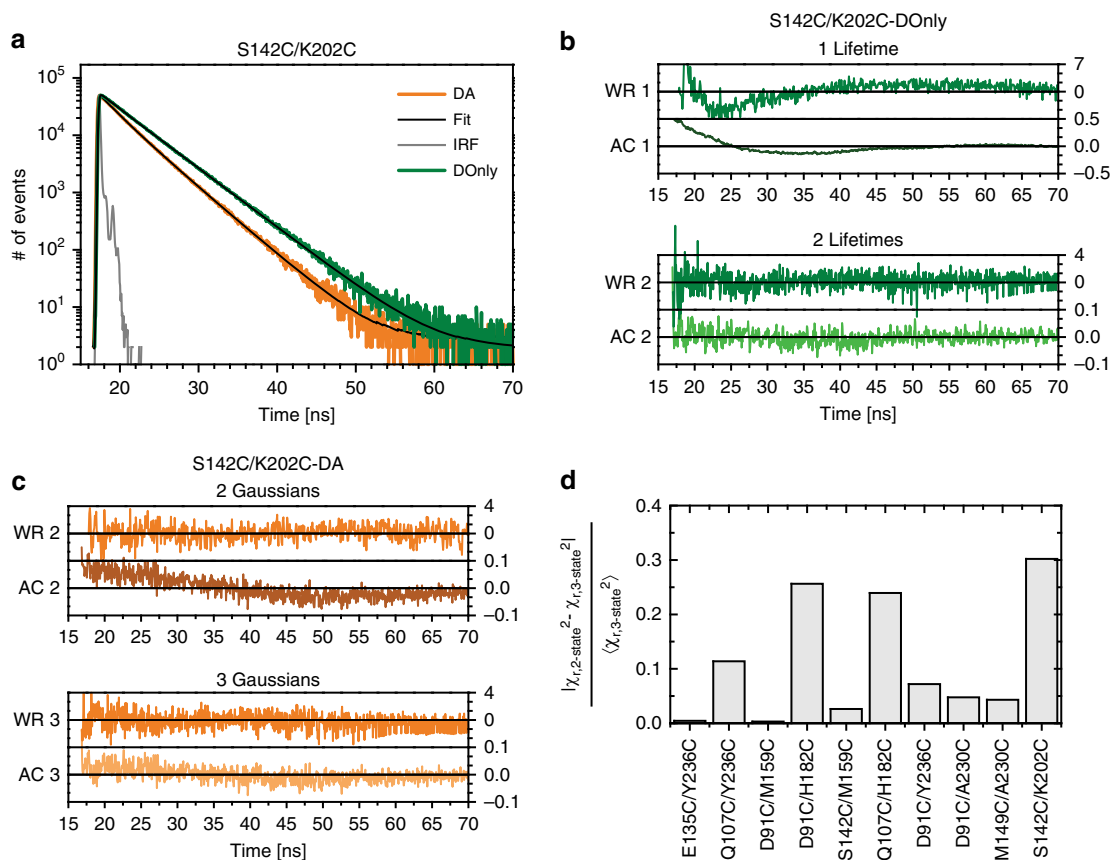 a
S142C/K202C
10^5
10^4
10^3
10^2
10^1
10^0
# of events
DA
Fit
IRF
DOnly
20 30 40 50 60 70
Time [ns]
b
S142C/K202C-DOnly
1 Lifetime
WR 1
7
0
AC 1
0.5
0.0
−0.5
15 20 25 30 35 40 45 50 55 60 65 70
2 Lifetimes
WR 2
4
0
AC 2
0.1
0.0
−0.1
15 20 25 30 35 40 45 50 55 60 65 70
Time [ns]
c
S142C/K202C-DA
2 Gaussians
WR 2
4
0
AC 2
0.1
0.0
−0.1
15 20 25 30 35 40 45 50 55 60 65 70
3 Gaussians
WR 3
4
0
AC 3
0.1
0.0
−0.1
15 20 25 30 35 40 45 50 55 60 65 70
Time [ns]
d
|χr,2-state² - χr,3-state²|
⟨χr,3-state²⟩
0.4
0.3
0.2
0.1
0.0
E135C/Y236C
Q107C/Y236C
D91C/M159C
D91C/H182C
S142C/M159C
Q107C/H182C
D91C/Y236C
D91C/A230C
M149C/A230C
S142C/K202C